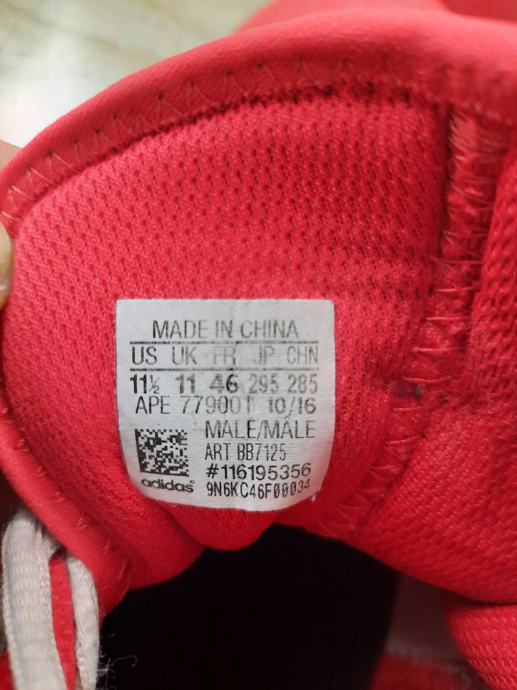 MADE IN CHINA
US UK FR JP CHN
11½ 11 46 295 285
APE 779001 10/16
MALE/MALE
ART BB7125
#116195356
adidas® 9N6KC46F00034